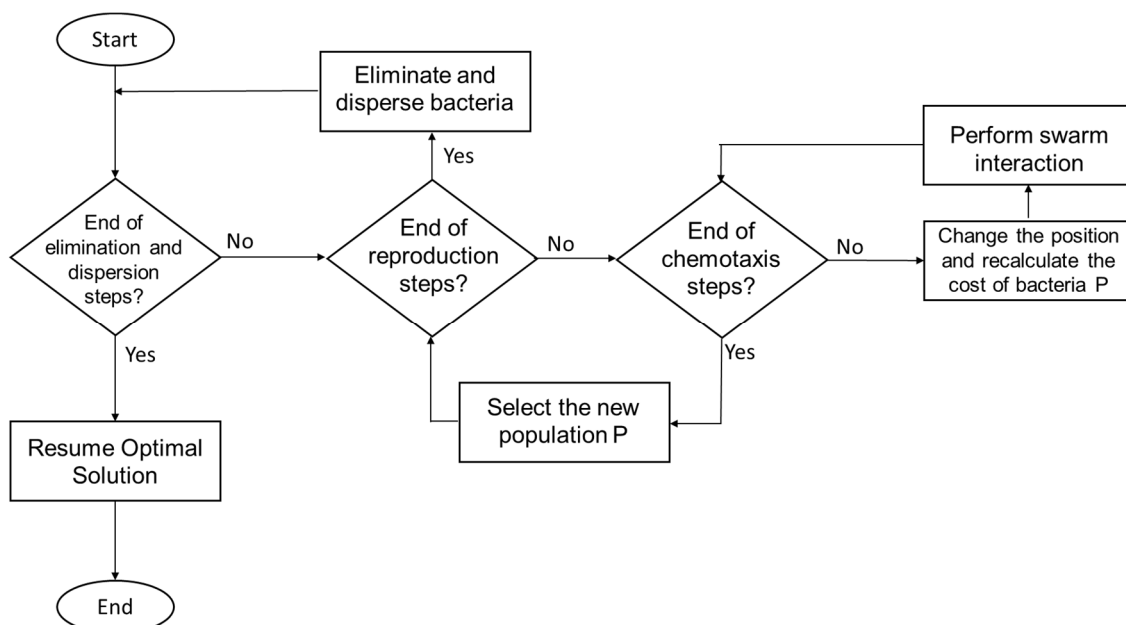 Start
Eliminate and
disperse bacteria
Yes
Perform swarm
interaction
End of
elimination and
dispersion
steps?
No
End of
reproduction
steps?
No
End of
chemotaxis
steps?
No
Change the position
and recalculate the
cost of bacteria P
Yes
Yes
Select the new
population P
Resume Optimal
Solution
End